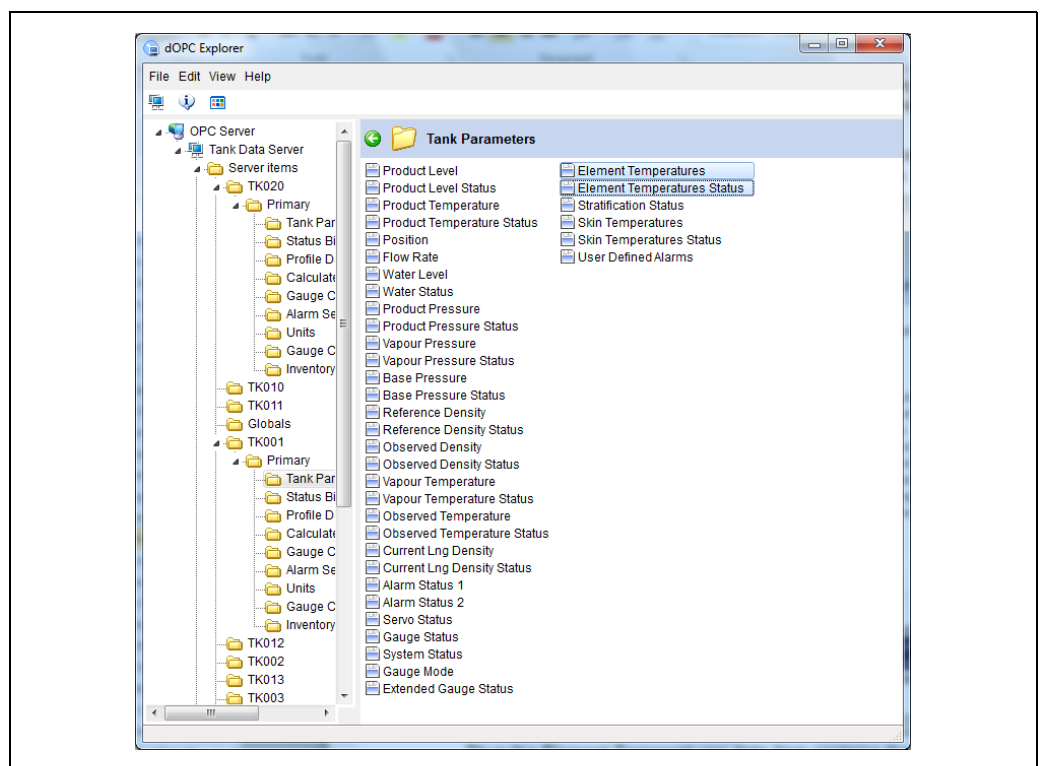 dOPC Explorer
File Edit View Help
OPC Server
Tank Data Server
Server items
TK020
Primary
Tank Par
Status Bi
Profile D
Calculate
Gauge C
Alarm Se
Units
Gauge C
Inventory
TK010
TK011
Globals
TK001
Primary
Tank Par
Status Bi
Profile D
Calculate
Gauge C
Alarm Se
Units
Gauge C
Inventory
TK012
TK002
TK013
TK003
Tank Parameters
Product Level
Product Level Status
Product Temperature
Product Temperature Status
Position
Flow Rate
Water Level
Water Status
Product Pressure
Product Pressure Status
Vapour Pressure
Vapour Pressure Status
Base Pressure
Base Pressure Status
Reference Density
Reference Density Status
Observed Density
Observed Density Status
Vapour Temperature
Vapour Temperature Status
Observed Temperature
Observed Temperature Status
Current Lng Density
Current Lng Density Status
Alarm Status 1
Alarm Status 2
Servo Status
Gauge Status
System Status
Gauge Mode
Extended Gauge Status
Element Temperatures
Element Temperatures Status
Stratification Status
Skin Temperatures
Skin Temperatures Status
User Defined Alarms